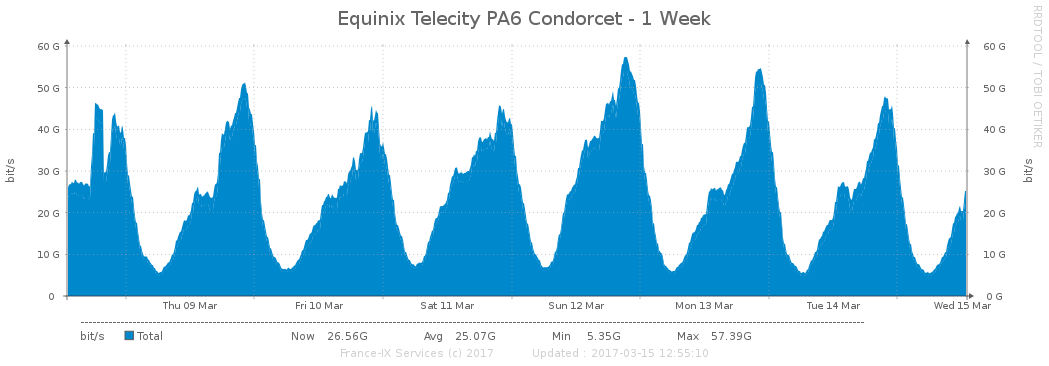 Equinix Telecity PA6 Condorcet - 1 Week
RRDTOOL / TOBI OETIKER
60 G 60 G
50 G 50 G
40 G 40 G
30 G 30 G
20 G 20 G
10 G 10 G
0 0 G
bit/s
bit/s
Thu 09 Mar Fri 10 Mar Sat 11 Mar Sun 12 Mar Mon 13 Mar Tue 14 Mar Wed 15 Mar
bit/s Total Now 26.56G Avg 25.07G Min 5.35G Max 57.39G
France-IX Services (c) 2017 Updated : 2017-03-15 12:55:10